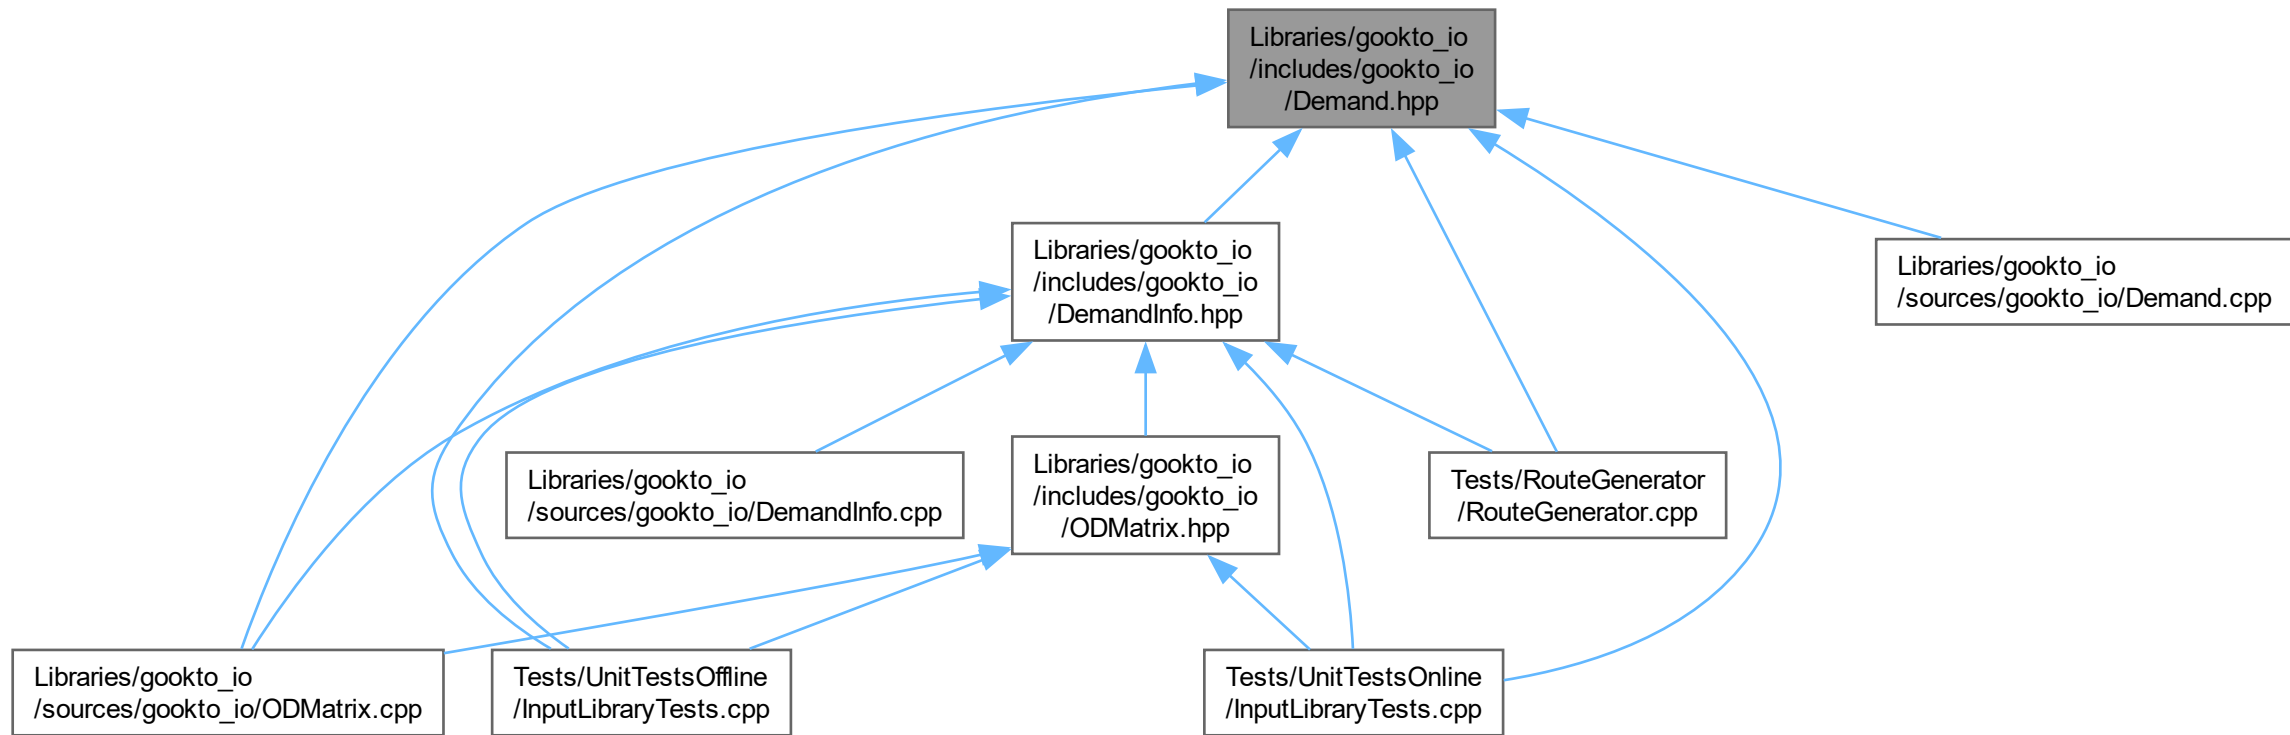 Libraries/gookto_io
/includes/gookto_io
/Demand.hpp
Libraries/gookto_io
/includes/gookto_io
/DemandInfo.hpp
Libraries/gookto_io
/sources/gookto_io/Demand.cpp
Libraries/gookto_io
/sources/gookto_io/DemandInfo.cpp
Libraries/gookto_io
/includes/gookto_io
/ODMatrix.hpp
Tests/RouteGenerator
/RouteGenerator.cpp
Libraries/gookto_io
/sources/gookto_io/ODMatrix.cpp
Tests/UnitTestsOffline
/InputLibraryTests.cpp
Tests/UnitTestsOnline
/InputLibraryTests.cpp